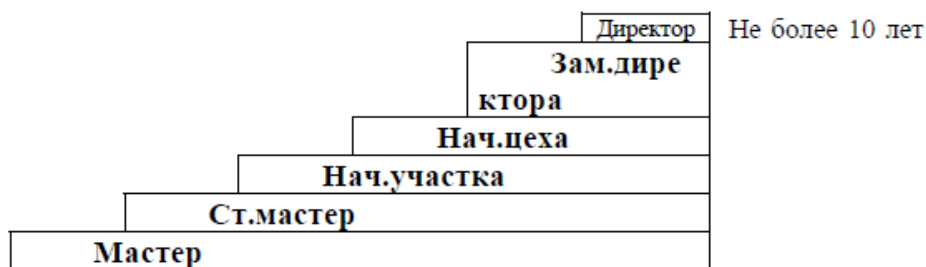 Директор Не более 10 лет
Зам.дире
ктора
Нач.цеха
Нач.участка
Ст.мастер
Мастер